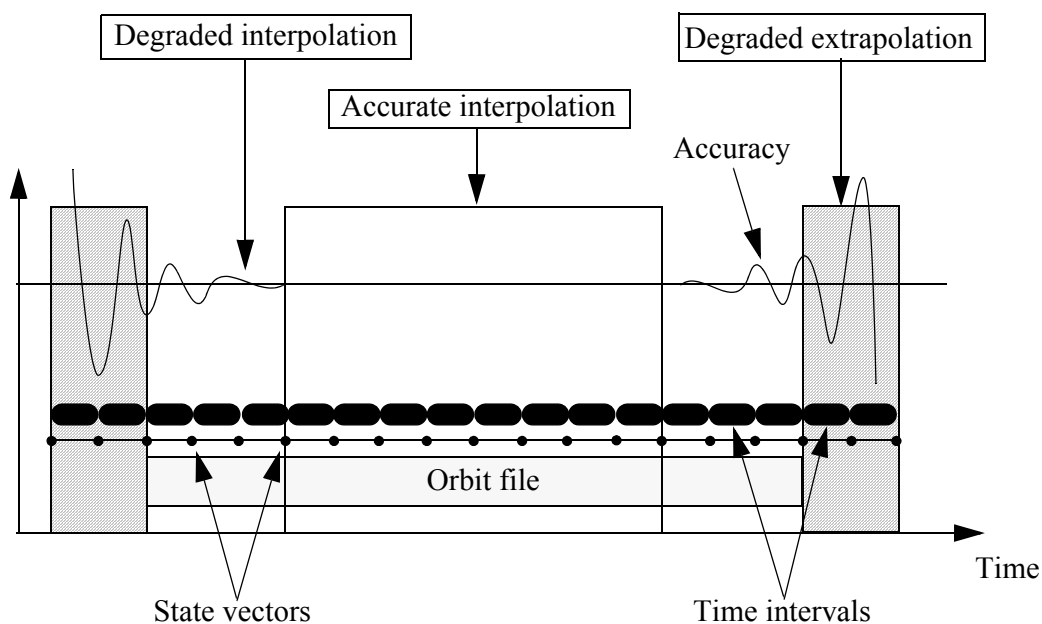 Degraded interpolation
Degraded extrapolation
Accurate interpolation
Accuracy
Orbit file
Time
State vectors
Time intervals